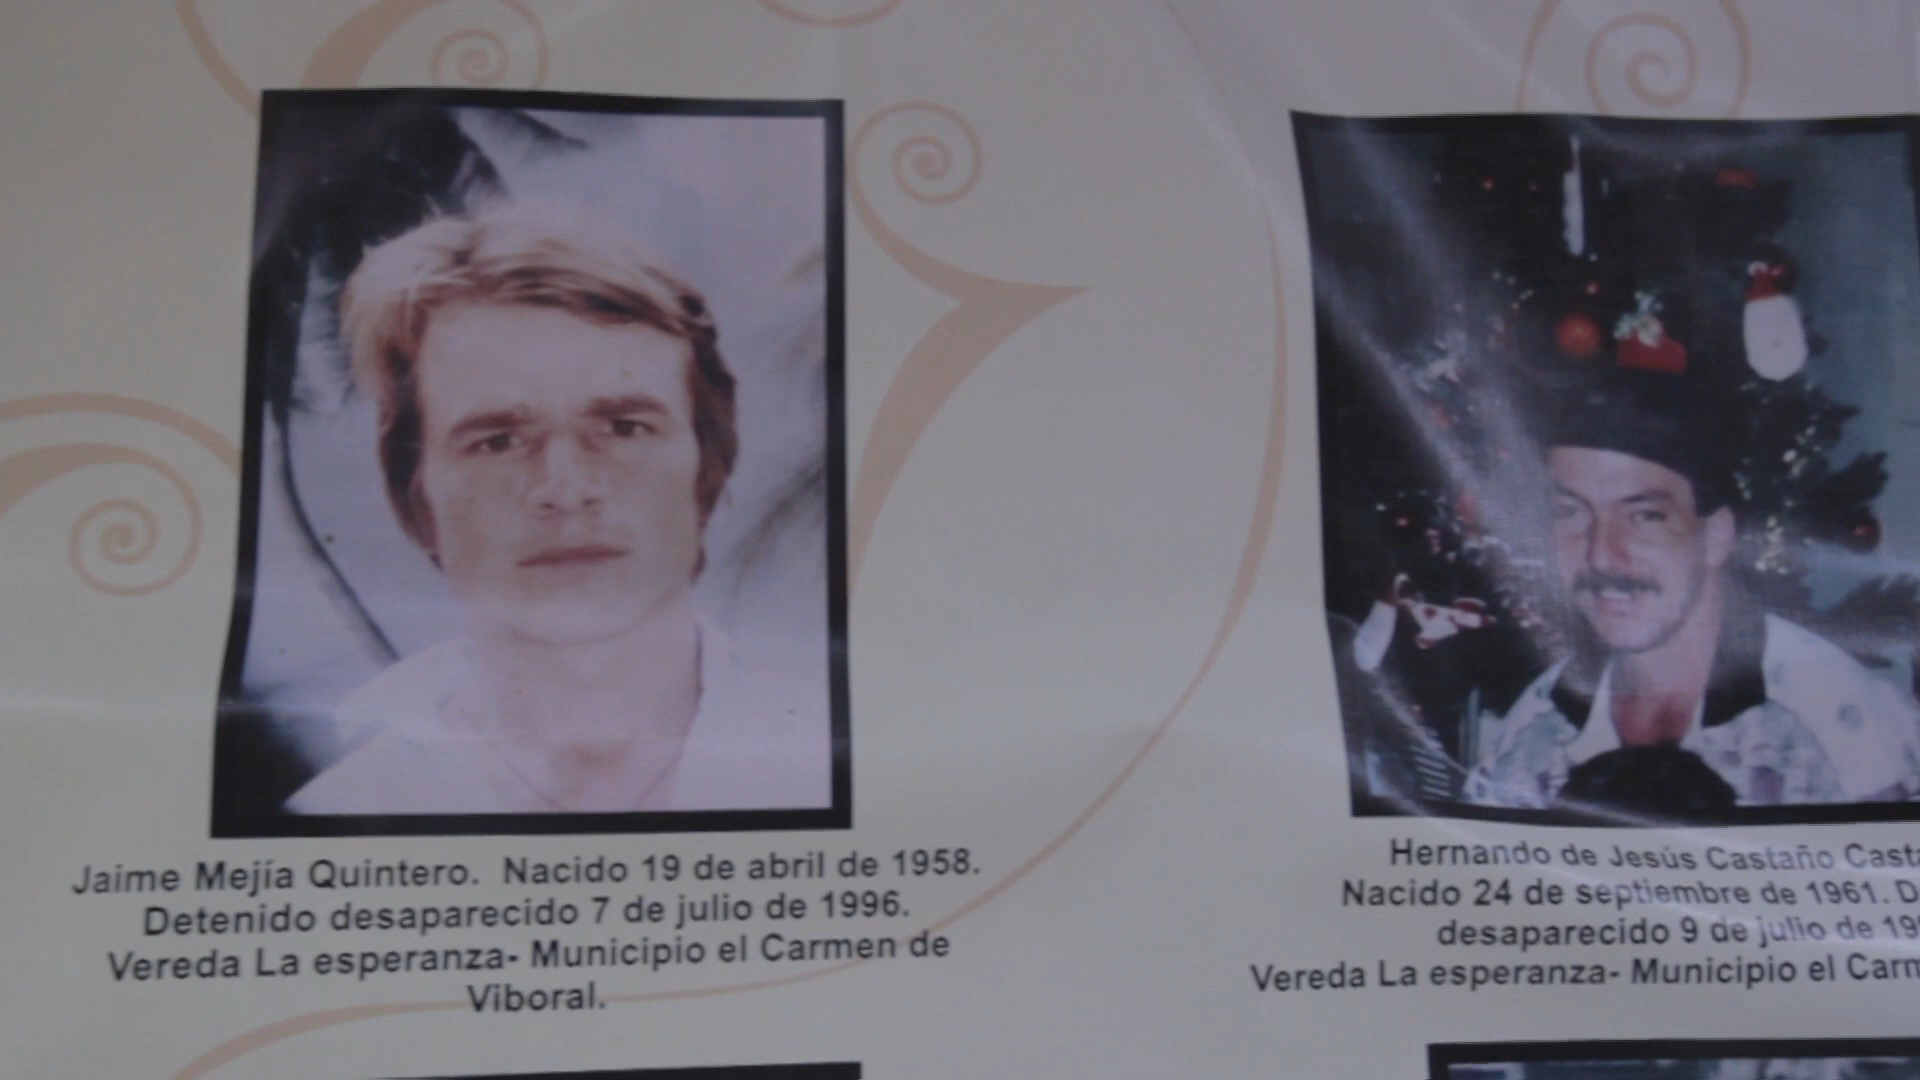 Jaime Mejía Quintero. Nacido 19 de abril de 1958.
Detenido desaparecido 7 de julio de 1996.
Vereda La esperanza- Municipio el Carmen de
Viboral.
Hernando de Jesús Castaño
Nacido 24 de septiembre de 1961.
desaparecido 9 de julio de
Vereda La esperanza- Municipio el